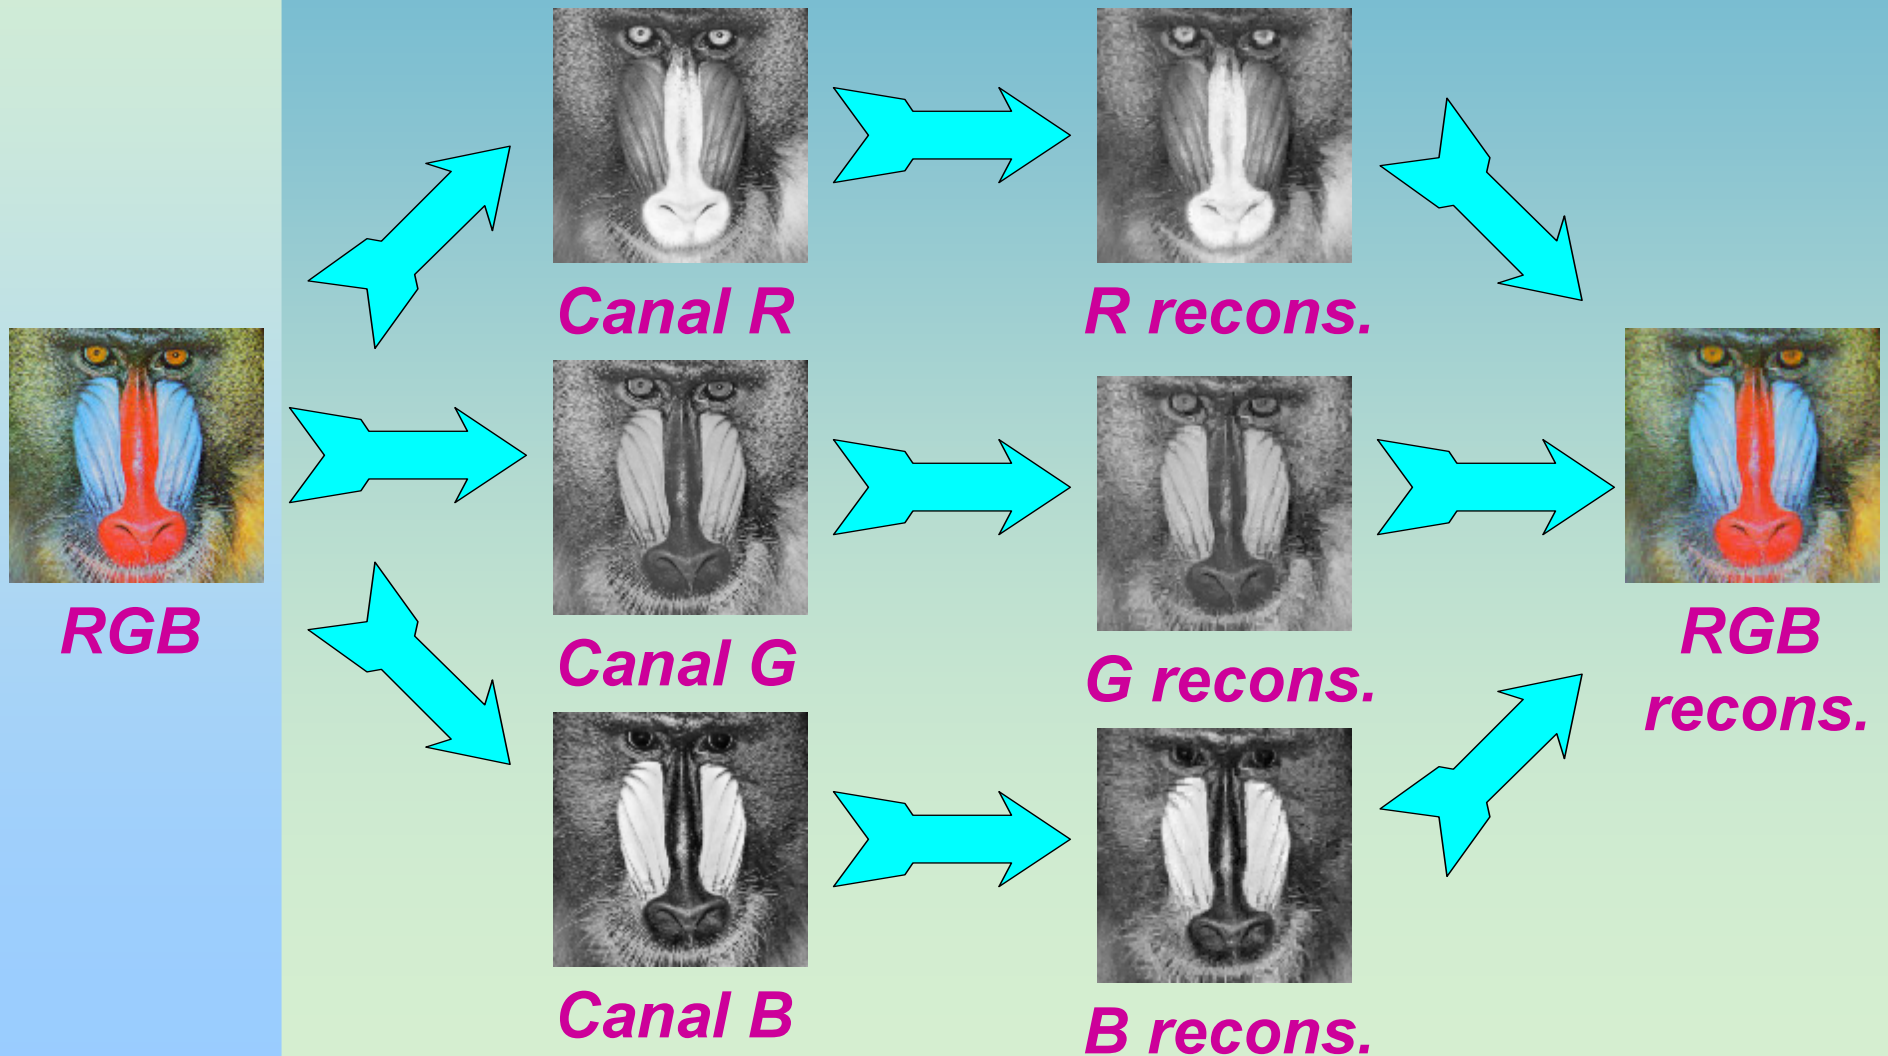 Canal R
R recons.
RGB
Canal G
G recons.
RGB
recons.
Canal B
B recons.